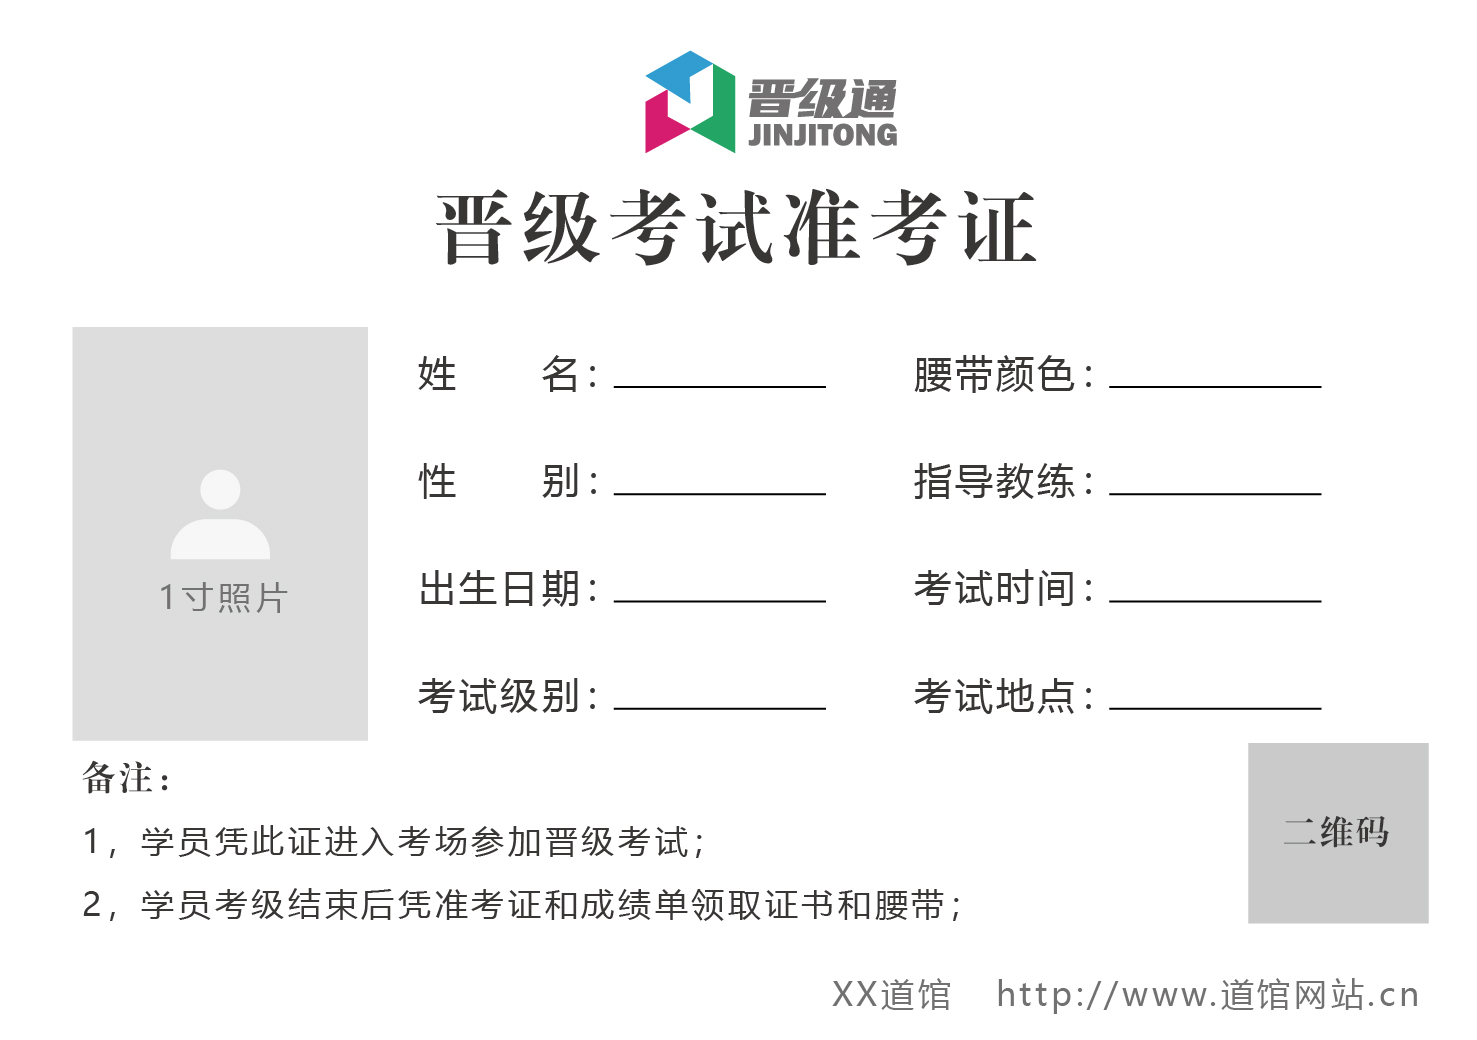 晋级通
JINJITONG
晋级考试准考证
姓　　名：
腰带颜色：
性　　别：
指导教练：
出生日期：
考试时间：
考试级别：
考试地点：
1寸照片
备注：
1，学员凭此证进入考场参加晋级考试；
2，学员考级结束后凭准考证和成绩单领取证书和腰带；
二维码
XX道馆　http://www.道馆网站.cn